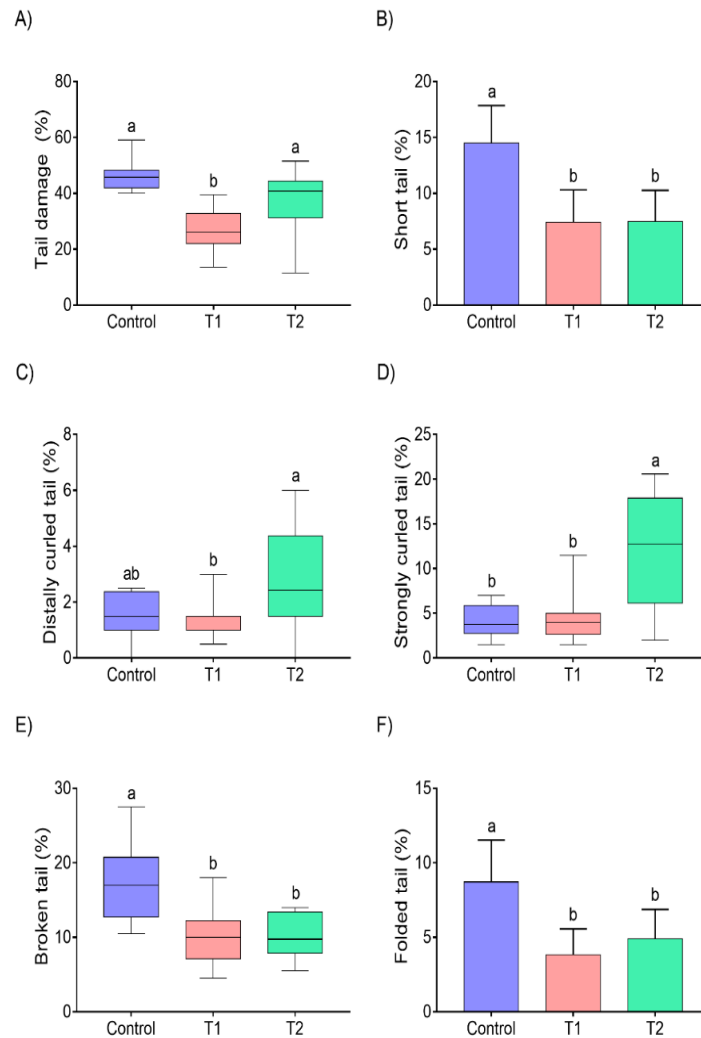 A)
Tail damage (%)
80
60
40
20
0
a
b
a
Control T1 T2
B)
Short tail (%)
20
15
10
5
0
a
b
b
Control T1 T2
C)
Distally curled tail (%)
8
6
4
2
0
ab
b
a
Control T1 T2
D)
Strongly curled tail (%)
25
20
15
10
5
0
b
b
a
Control T1 T2
E)
Broken tail (%)
30
20
10
0
a
b
b
Control T1 T2
F)
Folded tail (%)
15
10
5
0
a
b
b
Control T1 T2